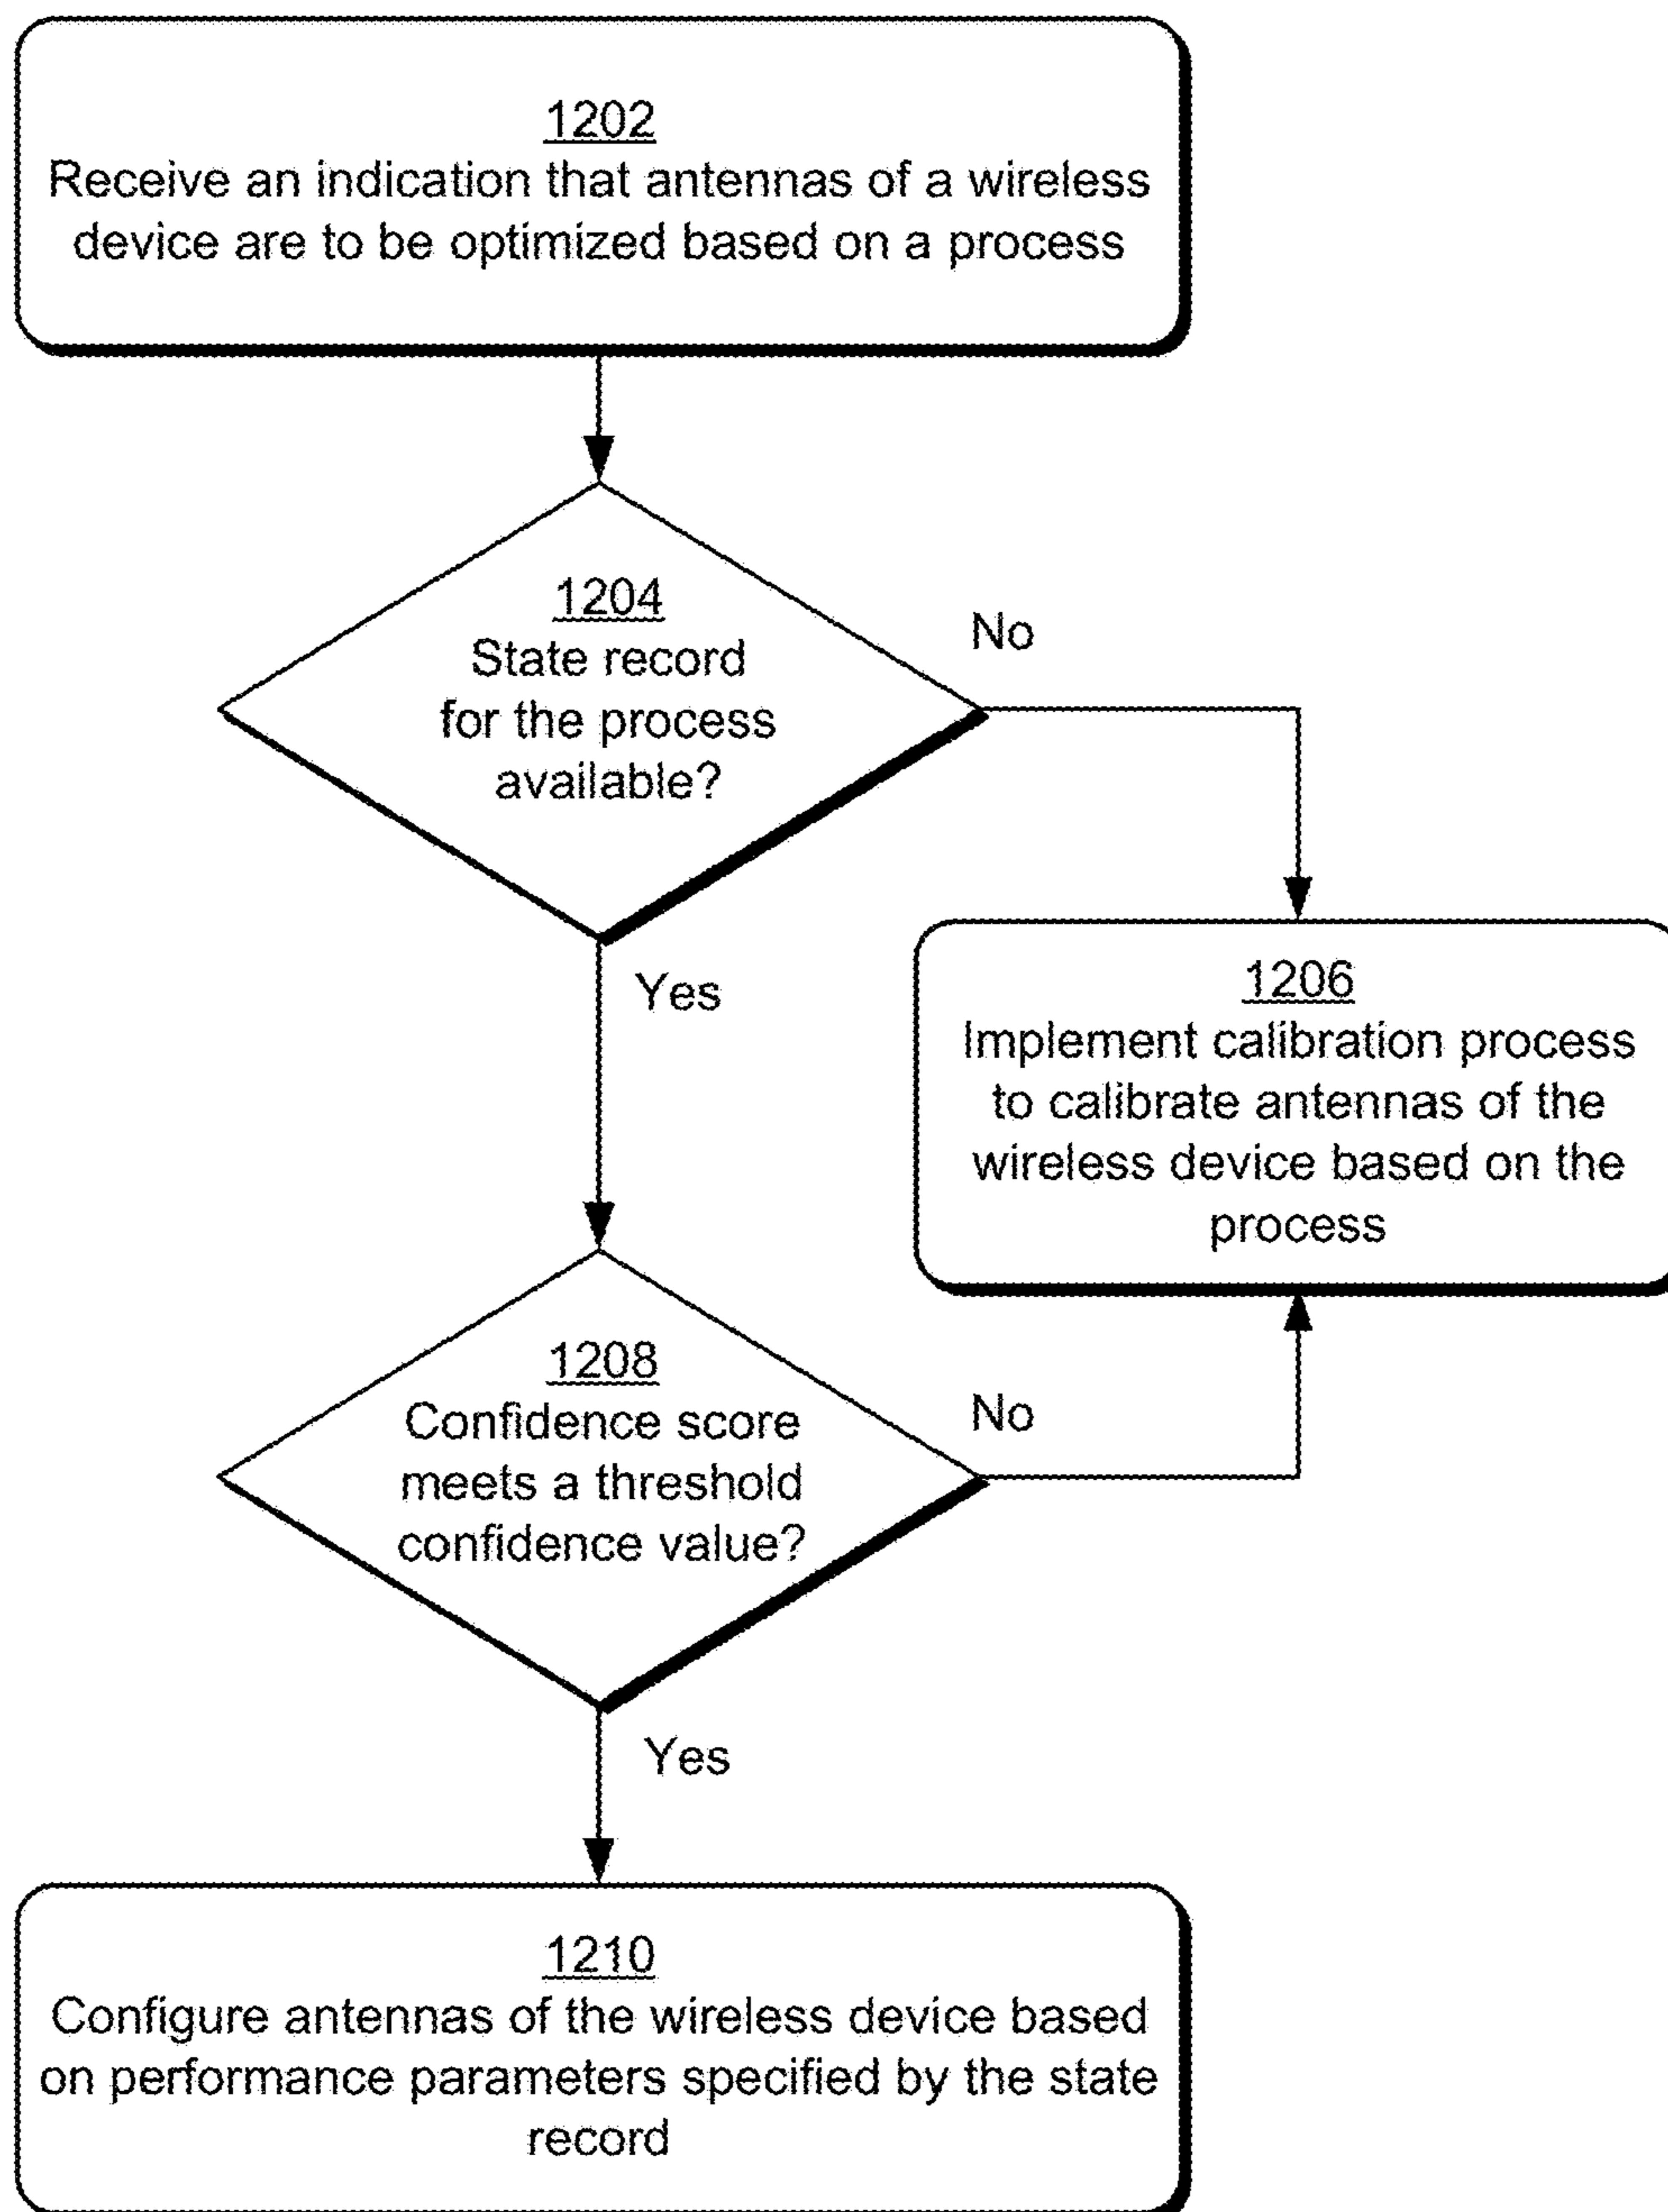 1202
Receive an indication that antennas of a wireless
device are to be optimized based on a process
1204
State record
for the process
available?
No
Yes
1206
Implement calibration process
to calibrate antennas of the
wireless device based on the
process
1208
Confidence score
meets a threshold
confidence value?
No
Yes
1210
Configure antennas of the wireless device based
on performance parameters specified by the state
record